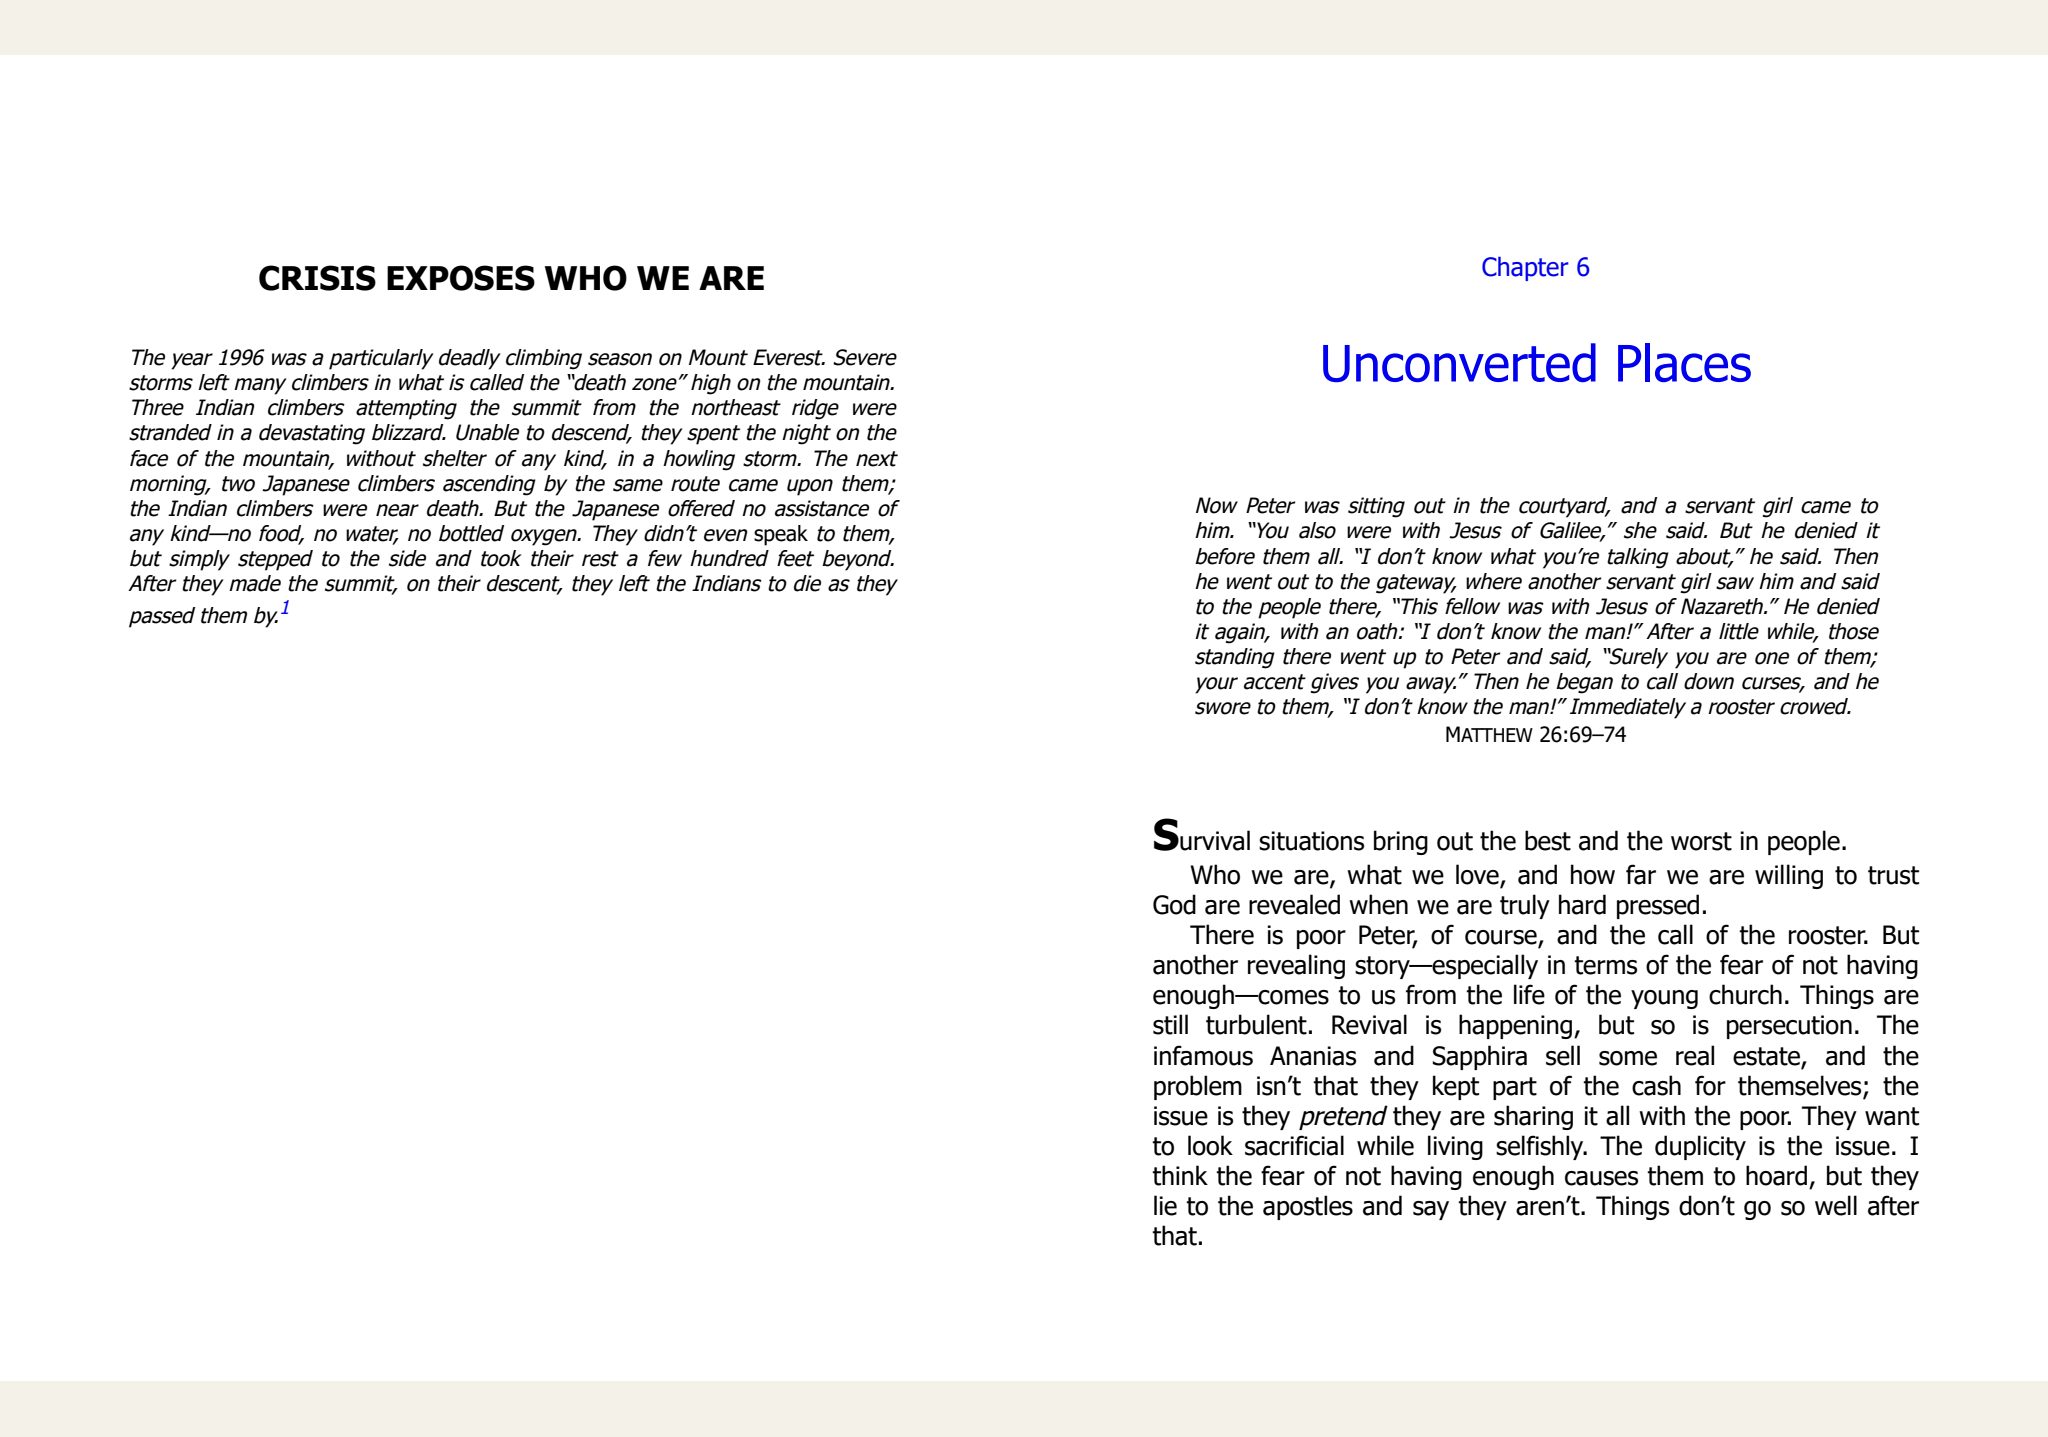 CRISIS EXPOSES WHO WE ARE
The year 1996 was a particularly deadly climbing season on Mount Everest. Severe
storms left many climbers in what is called the “death zone” high on the mountain.
Three Indian climbers attempting the summit from the northeast ridge were
stranded in a devastating blizzard. Unable to descend, they spent the night on the
face of the mountain, without shelter of any kind, in a howling storm. The next
morning, two Japanese climbers ascending by the same route came upon them;
the Indian climbers were near death. But the Japanese offered no assistance of
any kind—no food, no water, no bottled oxygen. They didn’t even speak to them,
but simply stepped to the side and took their rest a few hundred feet beyond.
After they made the summit, on their descent, they left the Indians to die as they
passed them by.1
Chapter 6
Unconverted Places
Now Peter was sitting out in the courtyard, and a servant girl came to
him. “You also were with Jesus of Galilee,” she said. But he denied it
before them all. “I don’t know what you’re talking about,” he said. Then
he went out to the gateway, where another servant girl saw him and said
to the people there, “This fellow was with Jesus of Nazareth.” He denied
it again, with an oath: “I don’t know the man!” After a little while, those
standing there went up to Peter and said, “Surely you are one of them;
your accent gives you away.” Then he began to call down curses, and he
swore to them, “I don’t know the man!” Immediately a rooster crowed.
MATTHEW 26:69–74
Survival situations bring out the best and the worst in people.
Who we are, what we love, and how far we are willing to trust
God are revealed when we are truly hard pressed.
There is poor Peter, of course, and the call of the rooster. But
another revealing story—especially in terms of the fear of not having
enough—comes to us from the life of the young church. Things are
still turbulent. Revival is happening, but so is persecution. The
infamous Ananias and Sapphira sell some real estate, and the
problem isn’t that they kept part of the cash for themselves; the
issue is they pretend they are sharing it all with the poor. They want
to look sacrificial while living selfishly. The duplicity is the issue. I
think the fear of not having enough causes them to hoard, but they
lie to the apostles and say they aren’t. Things don’t go so well after
that.